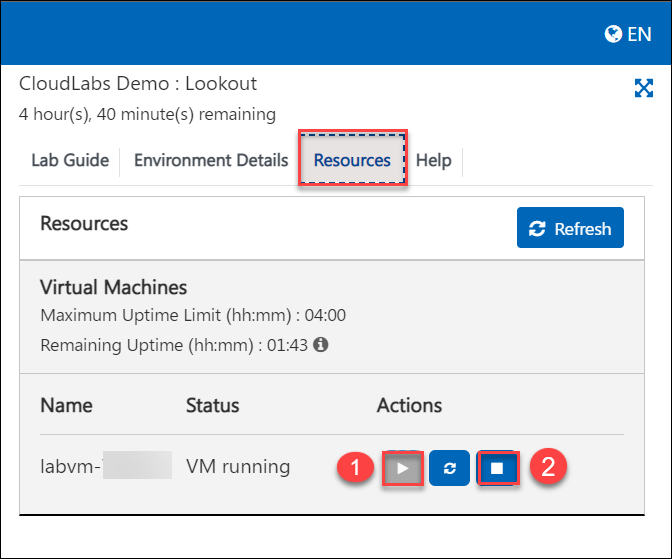 EN
CloudLabs Demo : Lookout
4 hour(s), 40 minute(s) remaining
Lab Guide Environment Details Resources Help
Resources Refresh
Virtual Machines
Maximum Uptime Limit (hh:mm) : 04:00
Remaining Uptime (hh:mm) : 01:43
Name Status Actions
labvm- VM running 1 2